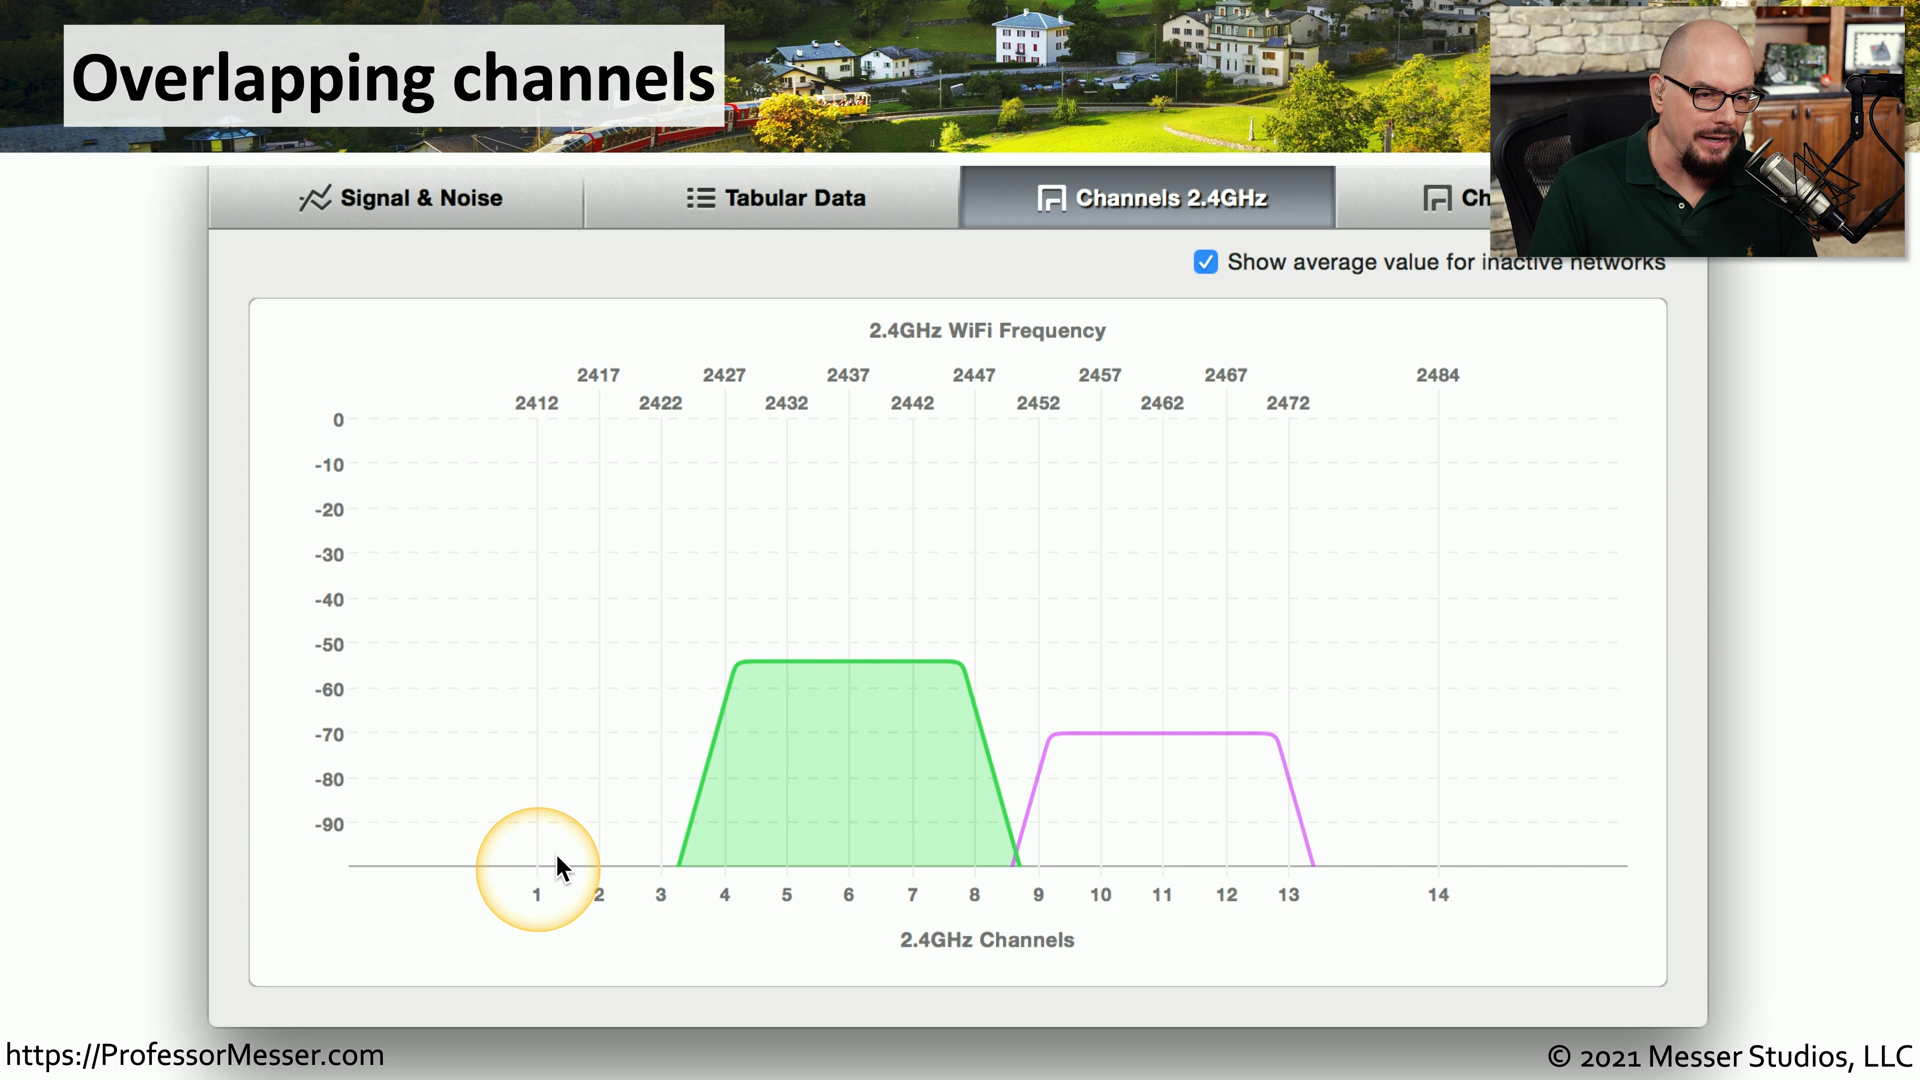 Overlapping channels
Signal & Noise
Tabular Data
Channels 2.4GHz
Ch
Show average value for inactive networks
2.4GHz WiFi Frequency
2417 2427 2437 2447 2457 2467 2484
2412 2422 2432 2442 2452 2462 2472
0
-10
-20
-30
-40
-50
-60
-70
-80
-90
1 2 3 4 5 6 7 8 9 10 11 12 13 14
2.4GHz Channels
https://ProfessorMesser.com
© 2021 Messer Studios, LLC